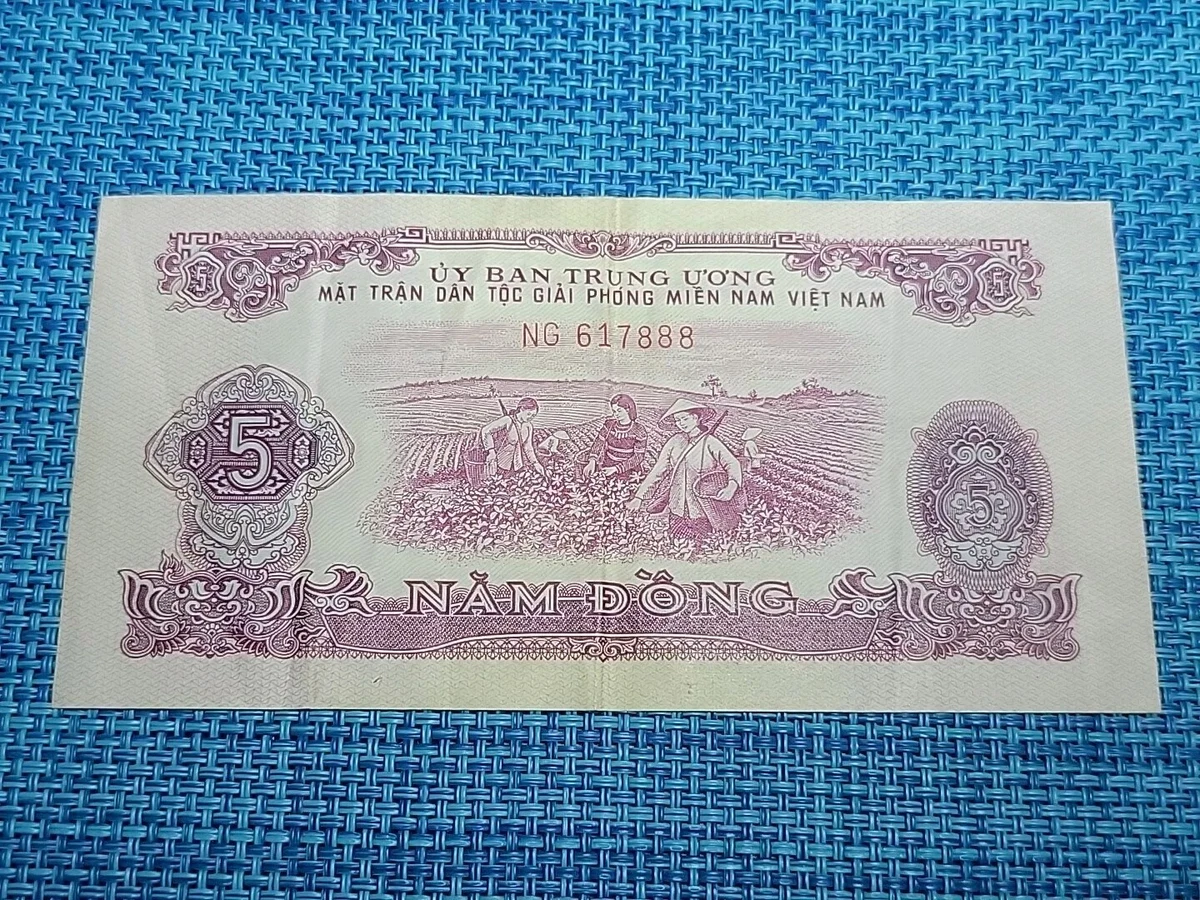 5 5
ỦY BAN TRUNG ƯƠNG
MẶT TRẬN DÂN TỘC GIẢI PHÓNG MIỀN NAM VIỆT NAM
NG 617888
5 5
NĂM ĐỒNG